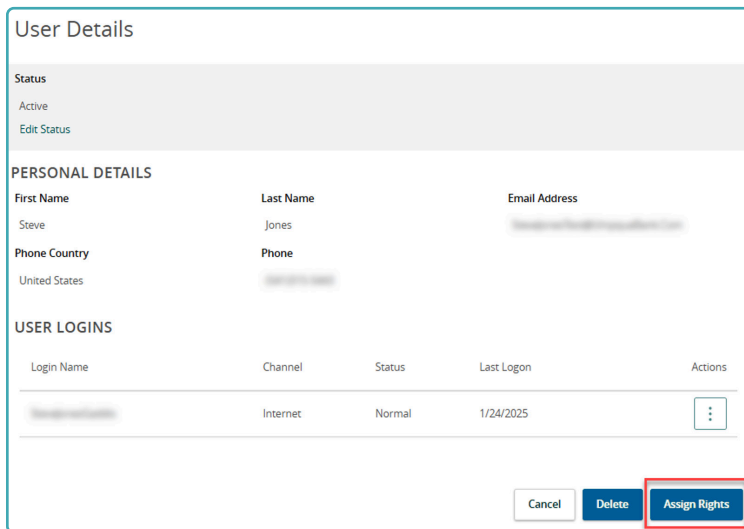 User Details
Status
Active
Edit Status
PERSONAL DETAILS
First Name Last Name Email Address
Steve Jones
Phone Country Phone
United States
USER LOGINS
Login Name Channel Status Last Logon Actions
Internet Normal 1/24/2025
Cancel Delete Assign Rights